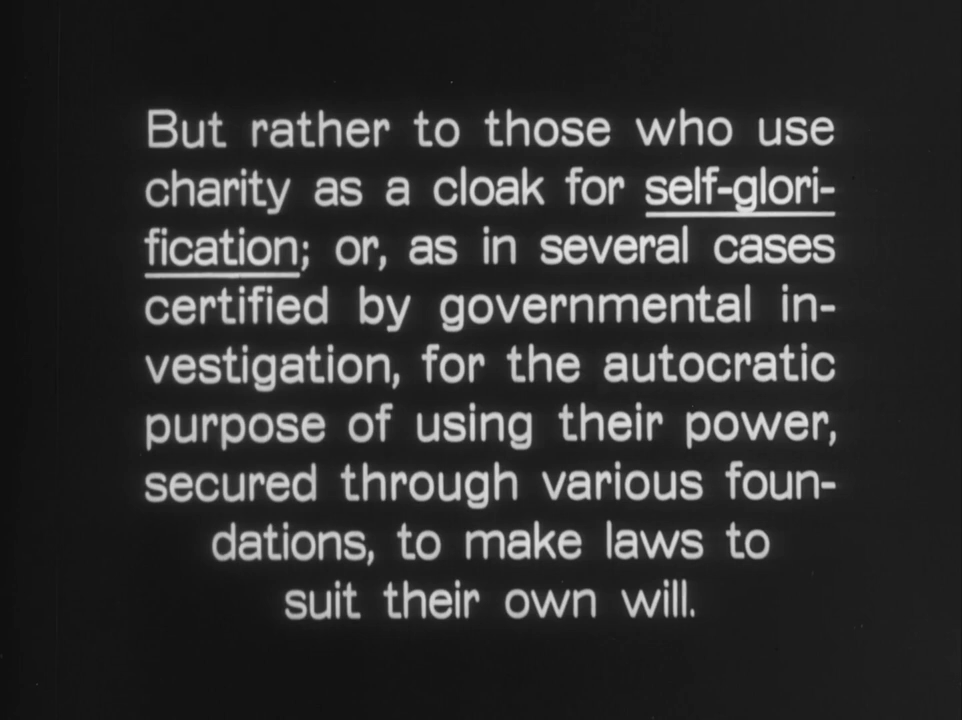 But rather to those who use
charity as a cloak for self-glori-
fication; or, as in several cases
certified by governmental in-
vestigation, for the autocratic
purpose of using their power,
secured through various foun-
dations, to make laws to
suit their own will.